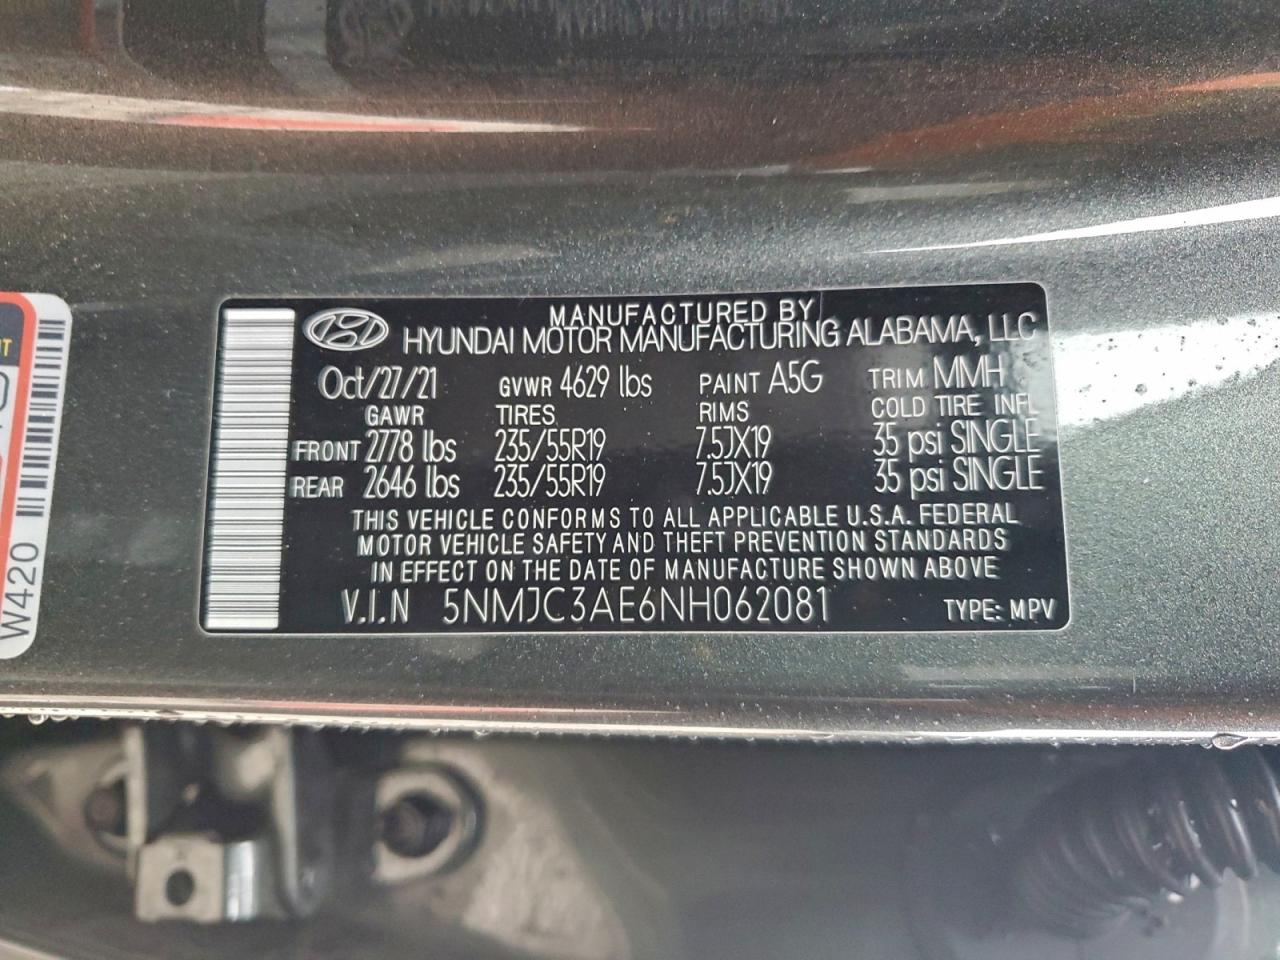 MANUFACTURED BY
HYUNDAI MOTOR MANUFACTURING ALABAMA, LLC
Oct/27/21 GVWR 4629 lbs PAINT A5G TRIM MMH
GAWR TIRES RIMS COLD TIRE INFL
FRONT 2778 lbs 235/55R19 7.5JX19 35 psi SINGLE
REAR 2646 lbs 235/55R19 7.5JX19 35 psi SINGLE
THIS VEHICLE CONFORMS TO ALL APPLICABLE U.S.A. FEDERAL
MOTOR VEHICLE SAFETY AND THEFT PREVENTION STANDARDS
IN EFFECT ON THE DATE OF MANUFACTURE SHOWN ABOVE
V.I.N 5NMJC3AE6NH062081 TYPE: MPV
W420